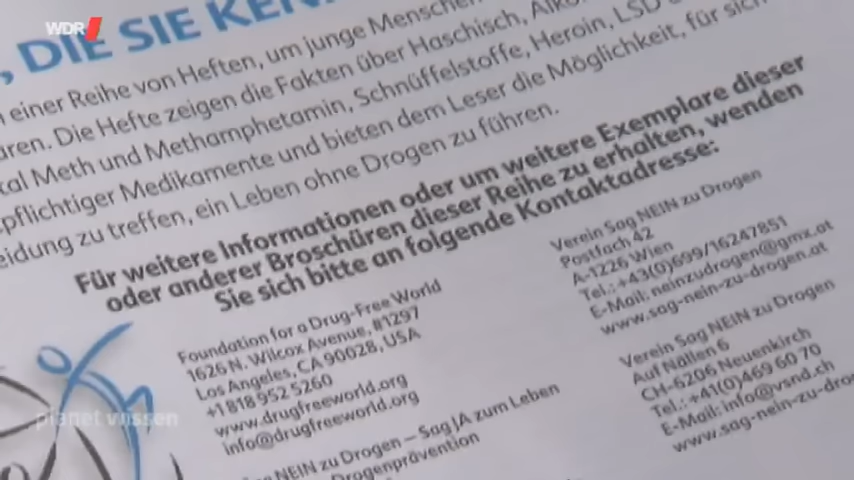 WDR
, DIE SIE KEN
einer Reihe von Heften, um junge Menschen
Die Hefte zeigen die Fakten über Haschisch,
Meth und Methamphetamin, Schnüffelstoffe, Heroin, LSD
pflichtiger Medikamente und bieten dem Leser die Möglichkeit, für sich
eidung zu treffen, ein Leben ohne Drogen zu führen.
Für weitere Informationen oder um weitere Exemplare dieser
oder anderer Broschüren dieser Reihe zu erhalten, wenden
Sie sich bitte an folgende Kontaktadresse:
Foundation for a Drug-Free World
1626 N. Wilcox Avenue, #1297
Los Angeles, CA 90028, USA
+1 818 952 5260
www.drugfreeworld.org
info@drugfreeworld.org
NEIN zu Drogen – Sag JA zum Leben
Drogenprävention
Verein Sag NEIN zu Drogen
Postfach 42
A-1226 Wien
Tel.: +43(0)699/16247851
E-Mail: neinzudrogen@gmx.at
www.sag-nein-zu-drogen.at
Verein Sag NEIN zu Drogen
Auf Nällen 6
CH-6206 Neuenkirch
Tel.: +41(0)469 60 70
E-Mail: info@vsnd.ch
www.sag-nein-zu-dro
planet wissen